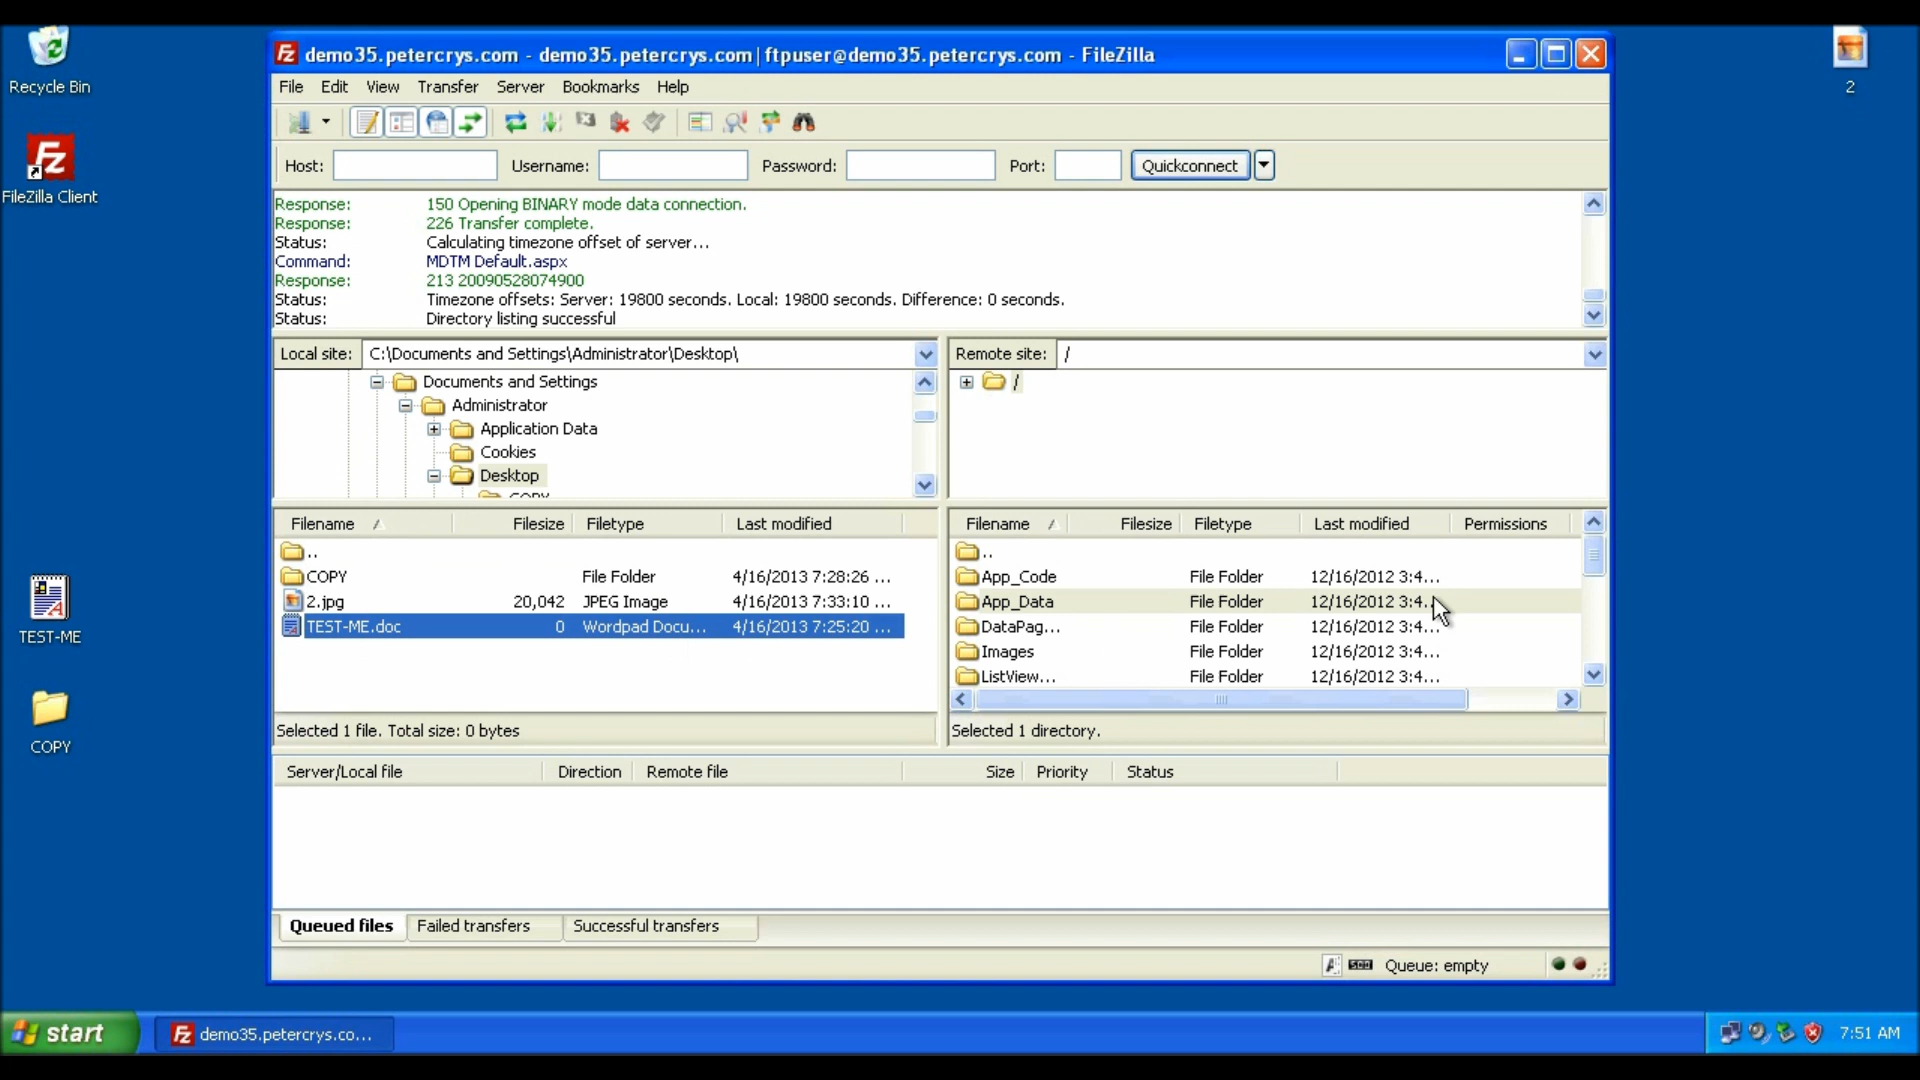 Recycle Bin
FileZilla Client
TEST-ME
COPY
2
demo35.petercrys.com - demo35.petercrys.com | ftpuser@demo35.petercrys.com - FileZilla
File Edit View Transfer Server Bookmarks Help
Host: Username: Password: Port: Quickconnect
Response: 150 Opening BINARY mode data connection.
Response: 226 Transfer complete.
Status: Calculating timezone offset of server...
Command: MDTM Default.aspx
Response: 213 20090528074900
Status: Timezone offsets: Server: 19800 seconds. Local: 19800 seconds. Difference: 0 seconds.
Status: Directory listing successful
Local site: C:\Documents and Settings\Administrator\Desktop\
Documents and Settings
Administrator
Application Data
Cookies
Desktop
COPY
Remote site: /
/
Filename Filesize Filetype Last modified
..
COPY File Folder 4/16/2013 7:28:26 ...
2.jpg 20,042 JPEG Image 4/16/2013 7:33:10 ...
TEST-ME.doc 0 Wordpad Docu... 4/16/2013 7:25:20 ...
Selected 1 file. Total size: 0 bytes
Filename Filesize Filetype Last modified Permissions
..
App_Code File Folder 12/16/2012 3:4...
App_Data File Folder 12/16/2012 3:4...
DataPag... File Folder 12/16/2012 3:4...
Images File Folder 12/16/2012 3:4...
ListView... File Folder 12/16/2012 3:4...
Selected 1 directory.
Server/Local file Direction Remote file Size Priority Status
Queued files Failed transfers Successful transfers
Queue: empty
start demo35.petercrys.co... 7:51 AM